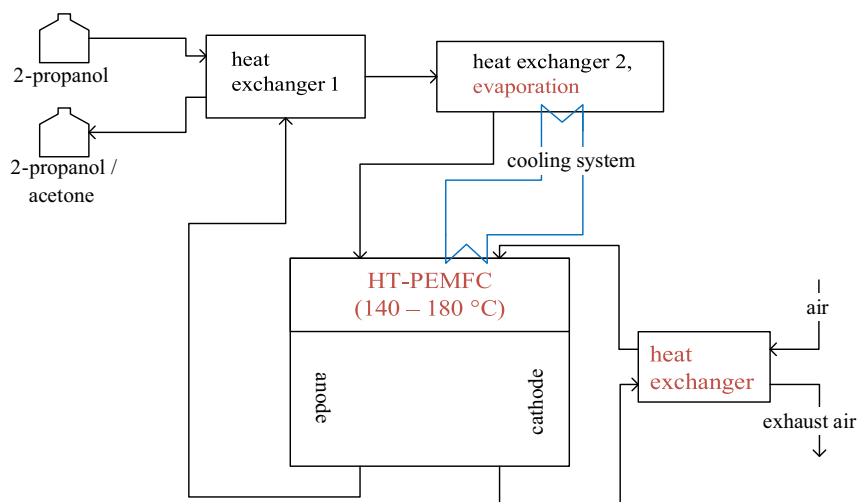 2-propanol
heat
exchanger 1
heat exchanger 2,
evaporation
2-propanol /
acetone
cooling system
HT-PEMFC
(140 – 180 °C)
anode
cathode
air
heat
exchanger
exhaust air